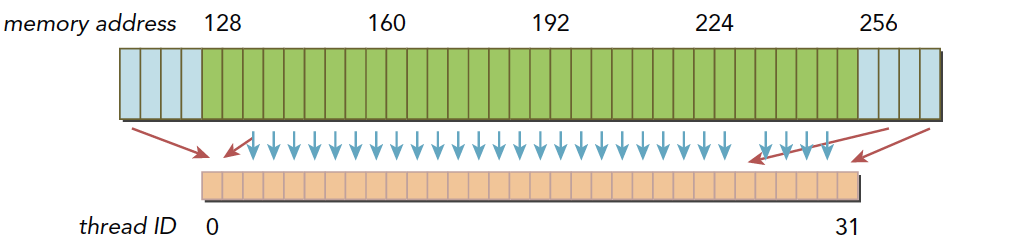 memory address 128 160 192 224 256
thread ID 0 31